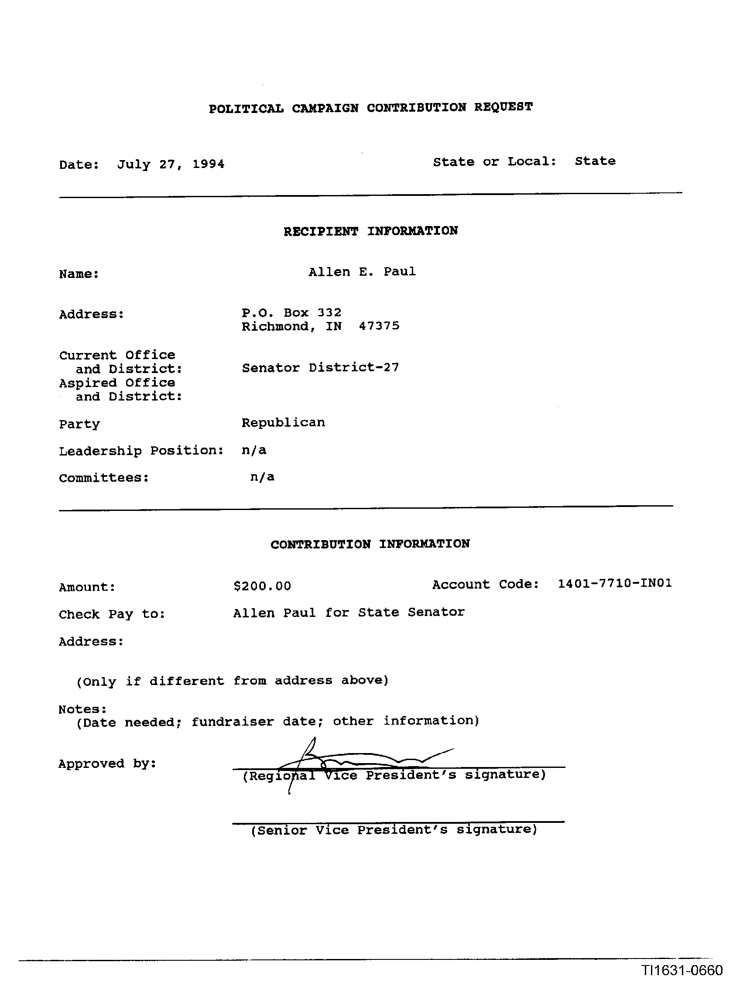 POLITICAL CAMPAIGN CONTRIBUTION REQUEST
Date: July 27, 1994 State or Local: State
RECIPIENT INFORMATION
Name: Allen E. Paul
Address: P.O. Box 332
Richmond, IN 47375
Current Office
and District: Senator District-27
Aspired Office
and District:
Party Republican
Leadership Position: n/a
Committees: n/a
CONTRIBUTION INFORMATION
Amount: $200.00 Account Code: 1401-7710-IN01
Check Pay to: Allen Paul for State Senator
Address:
(Only if different from address above)
Notes:
(Date needed; fundraiser date; other information)
Approved by:
(Regional Vice President's signature)
(Senior Vice President's signature)
TI1631-0660